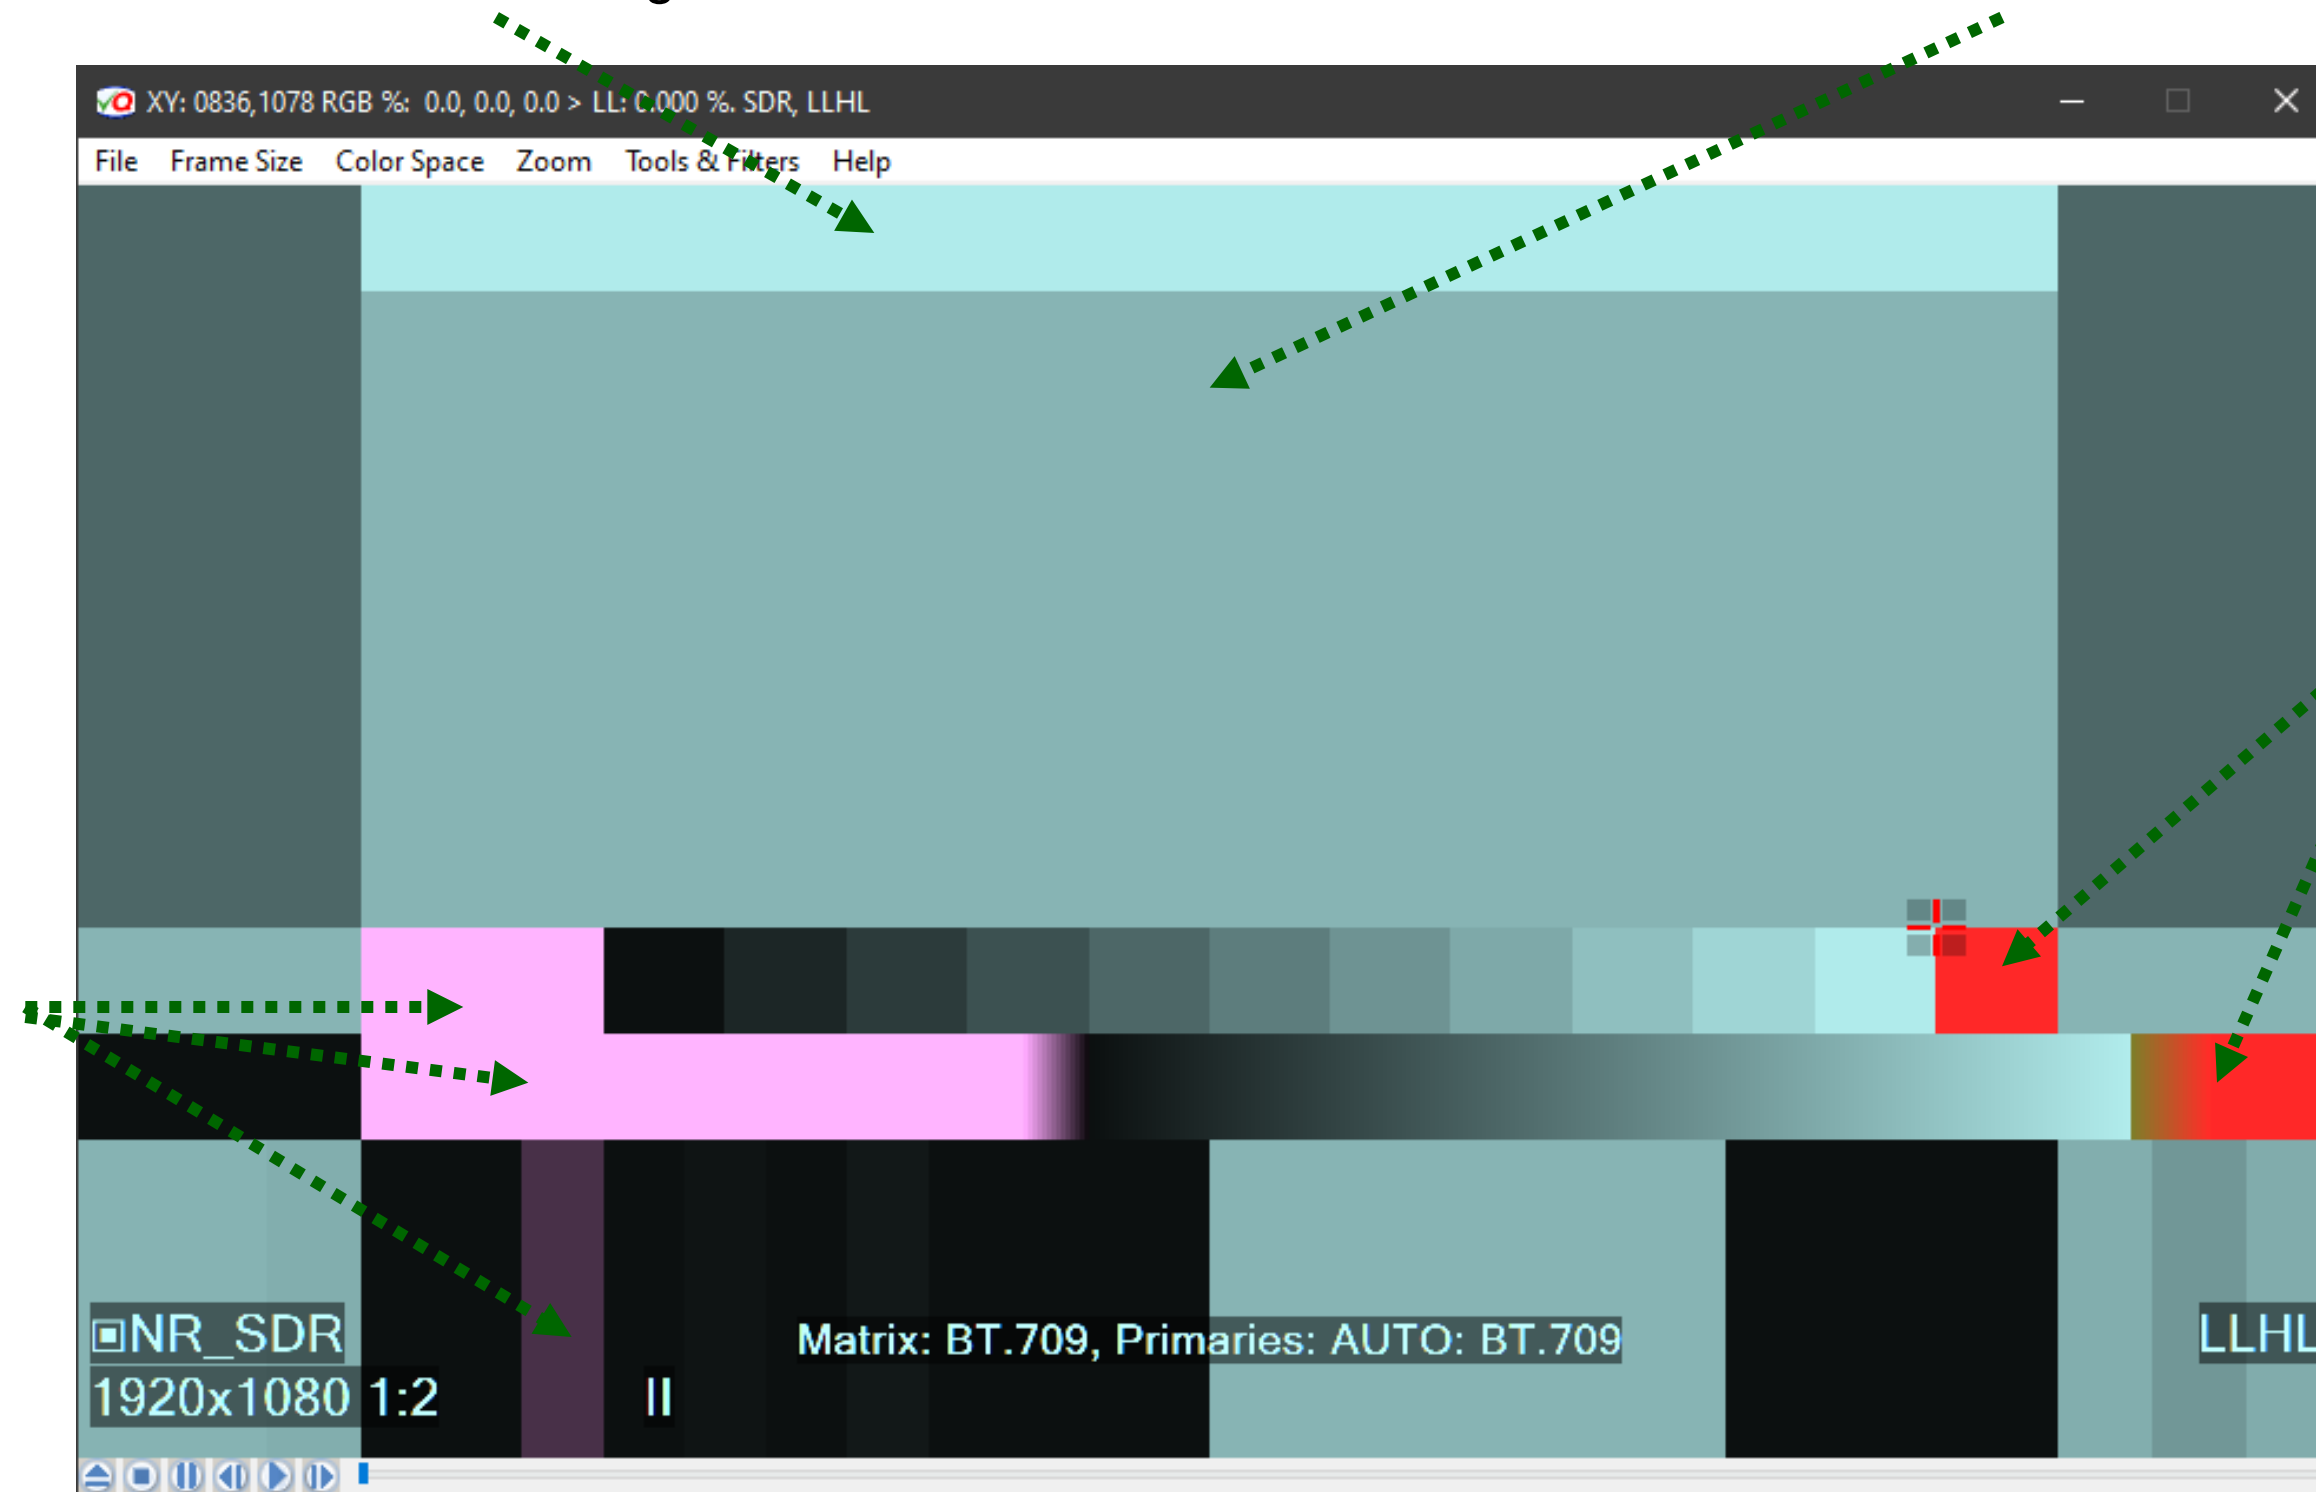 XY: 0836,1078 RGB %: 0.0, 0.0, 0.0 > LL: 0.000 %. SDR, LLHL
File Frame Size Color Space Zoom Tools & Filters Help
NR_SDR
Matrix: BT.709, Primaries: AUTO: BT.709
LLHL
1920x1080 1:2